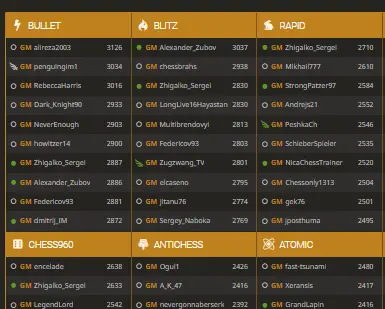 BULLET BLITZ RAPID
GM alireza2003 3126 GM Alexander_Zubov 3037 GM Zhigalko_Sergei 2710
GM penguingim1 3034 GM chessbrahs 2938 GM Mikhail777 2610
GM RebeccaHarris 3016 GM Zhigalko_Sergei 2830 GM StrongPatzer97 2584
GM Dark_Knight90 2933 GM LongLive16Hayastan 2830 GM Andrejs21 2552
GM NeverEnough 2903 GM Multibrendovyi 2813 GM PeshkaCh 2546
GM howitzer14 2900 GM Federicov93 2803 GM SchieberSpieler 2535
GM Zhigalko_Sergei 2887 GM Zugzwang_TV 2801 GM NicaChessTrainer 2520
GM Alexander_Zubov 2886 GM elcaseno 2795 GM Chessonly1313 2504
GM Federicov93 2881 GM Jitanu76 2774 GM gek76 2501
GM dmitrij_IM 2872 GM Sergey_Naboka 2769 GM jposthuma 2495
CHESS960 ANTICHESS ATOMIC
GM encelade 2638 GM Ogul1 2426 GM fast-tsunami 2480
GM Zhigalko_Sergei 2633 GM A_K_47 2416 GM Xeransis 2417
GM LegendLord 2542 GM nevergonnabeserk 2392 GM GrandLapin 2416